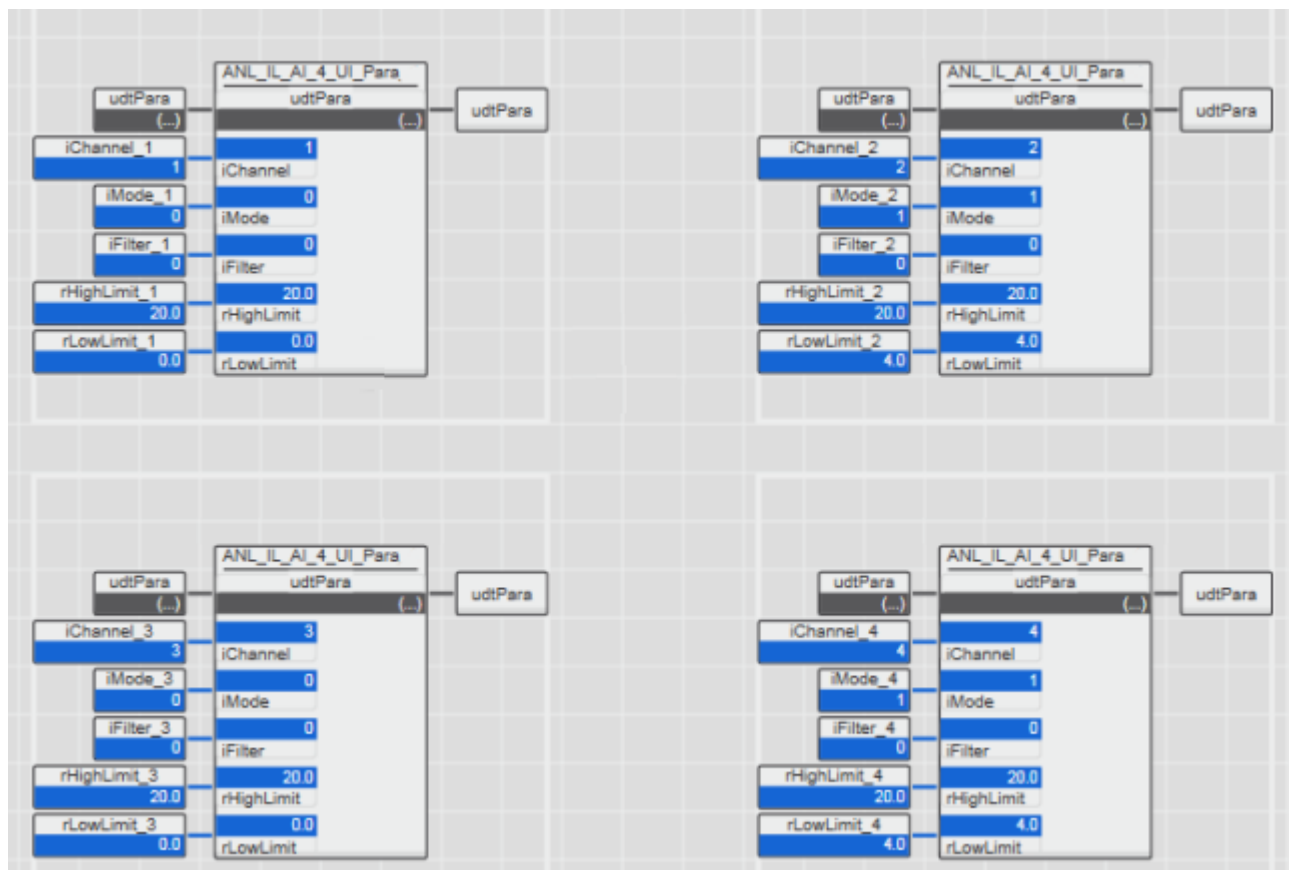 ANL_IL_AI_4_UI_Para
udtPara udtPara udtPara
(...) (...)
iChannel_1 1
1 iChannel
iMode_1 0
0 iMode
iFilter_1 0
0 iFilter
rHighLimit_1 20.0
20.0 rHighLimit
rLowLimit_1 0.0
0.0 rLowLimit
ANL_IL_AI_4_UI_Para
udtPara udtPara udtPara
(...) (...)
iChannel_2 2
2 iChannel
iMode_2 1
1 iMode
iFilter_2 0
0 iFilter
rHighLimit_2 20.0
20.0 rHighLimit
rLowLimit_2 4.0
4.0 rLowLimit
ANL_IL_AI_4_UI_Para
udtPara udtPara udtPara
(...) (...)
iChannel_3 3
3 iChannel
iMode_3 0
0 iMode
iFilter_3 0
0 iFilter
rHighLimit_3 20.0
20.0 rHighLimit
rLowLimit_3 0.0
0.0 rLowLimit
ANL_IL_AI_4_UI_Para
udtPara udtPara udtPara
(...) (...)
iChannel_4 4
4 iChannel
iMode_4 1
1 iMode
iFilter_4 0
0 iFilter
rHighLimit_4 20.0
20.0 rHighLimit
rLowLimit_4 4.0
4.0 rLowLimit